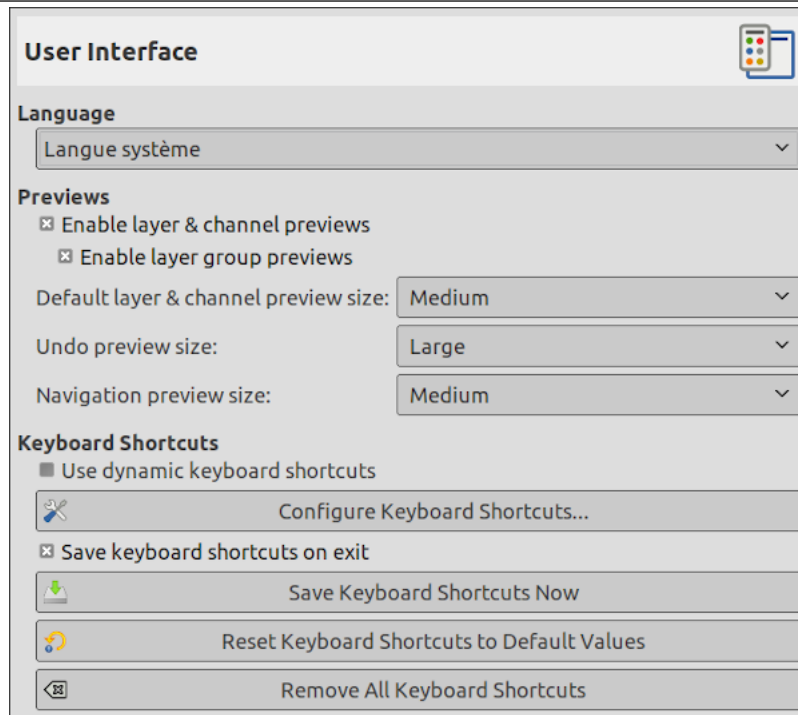 User Interface
Language
Langue système
Previews
Enable layer & channel previews
Enable layer group previews
Default layer & channel preview size: Medium
Undo preview size: Large
Navigation preview size: Medium
Keyboard Shortcuts
Use dynamic keyboard shortcuts
Configure Keyboard Shortcuts...
Save keyboard shortcuts on exit
Save Keyboard Shortcuts Now
Reset Keyboard Shortcuts to Default Values
Remove All Keyboard Shortcuts